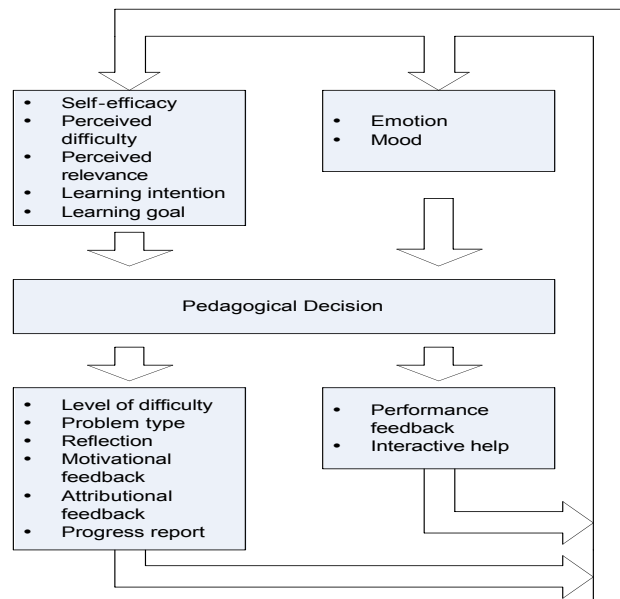 • Self-efficacy
• Perceived
difficulty
• Perceived
relevance
• Learning intention
• Learning goal
• Emotion
• Mood
Pedagogical Decision
• Level of difficulty
• Problem type
• Reflection
• Motivational
feedback
• Attributional
feedback
• Progress report
• Performance
feedback
• Interactive help